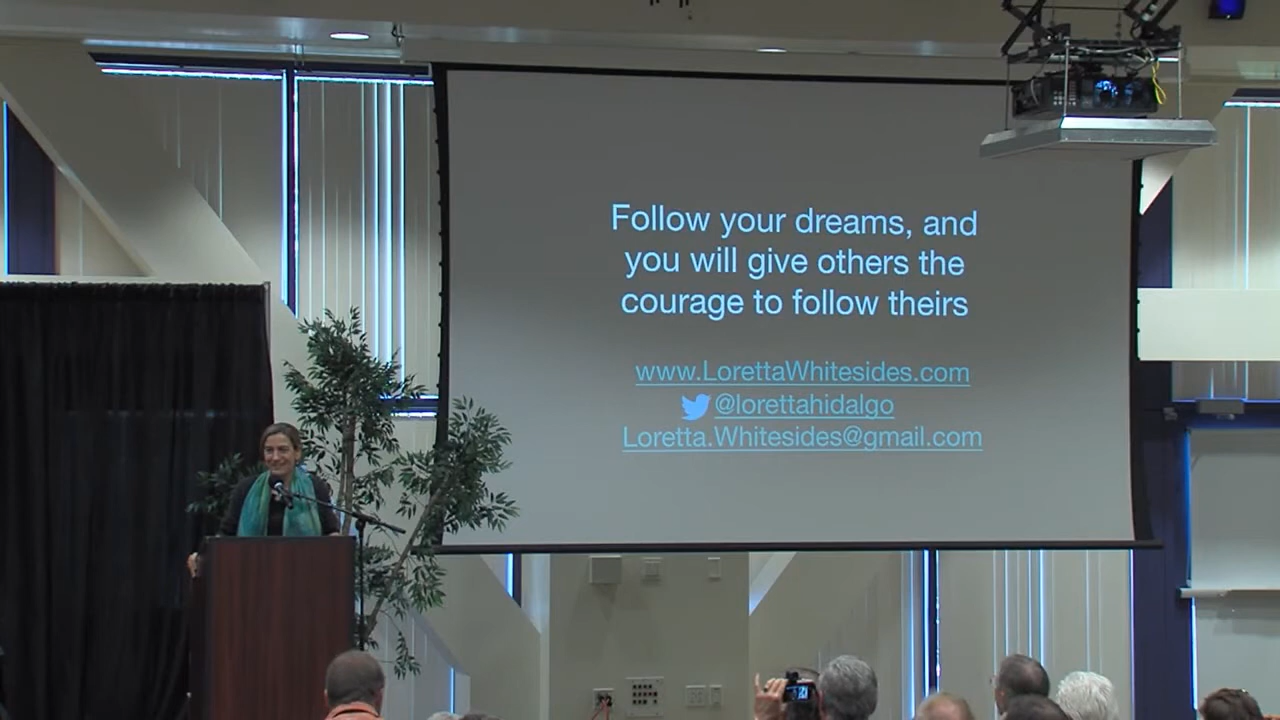 Follow your dreams, and
you will give others the
courage to follow theirs
www.LorettaWhitesides.com
@lorettahidalgo
Loretta.Whitesides@gmail.com